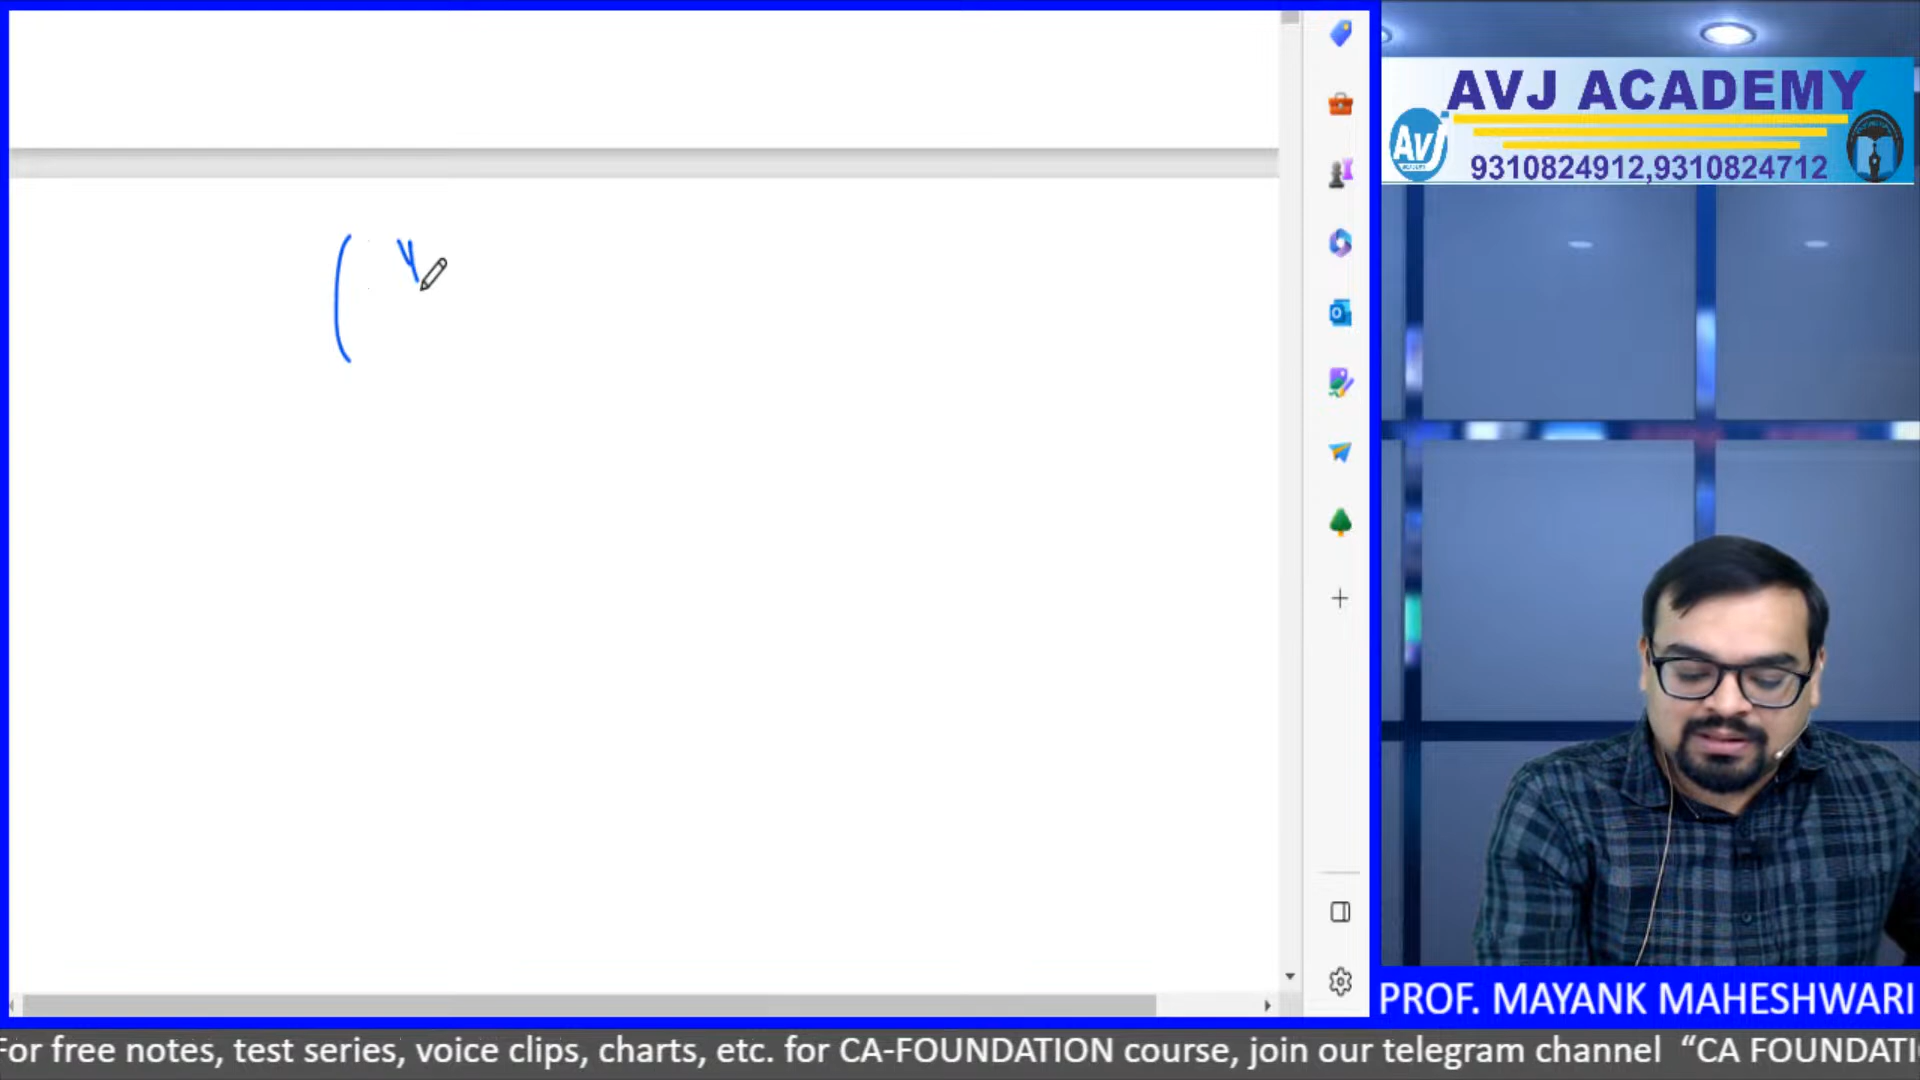 AVJ ACADEMY
AVJ
ACADEMY
9310824912,9310824712
( y
PROF. MAYANK MAHESHWARI
For free notes, test series, voice clips, charts, etc. for CA-FOUNDATION course, join our telegram channel “CA FOUNDATI